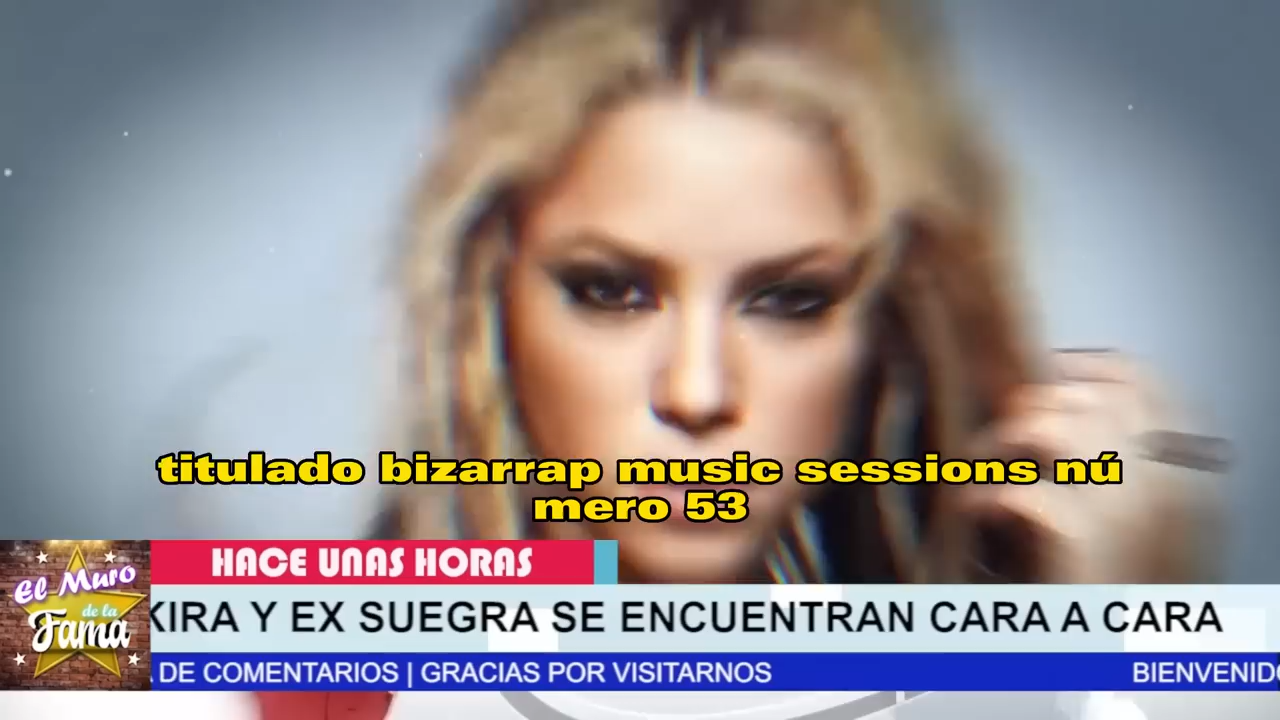 titulado bizarrap music sessions nú
mero 53
HACE UNAS HORAS
El Muro
de la
Fama
KIRA Y EX SUEGRA SE ENCUENTRAN CARA A CARA
DE COMENTARIOS | GRACIAS POR VISITARNOS
BIENVENIDO